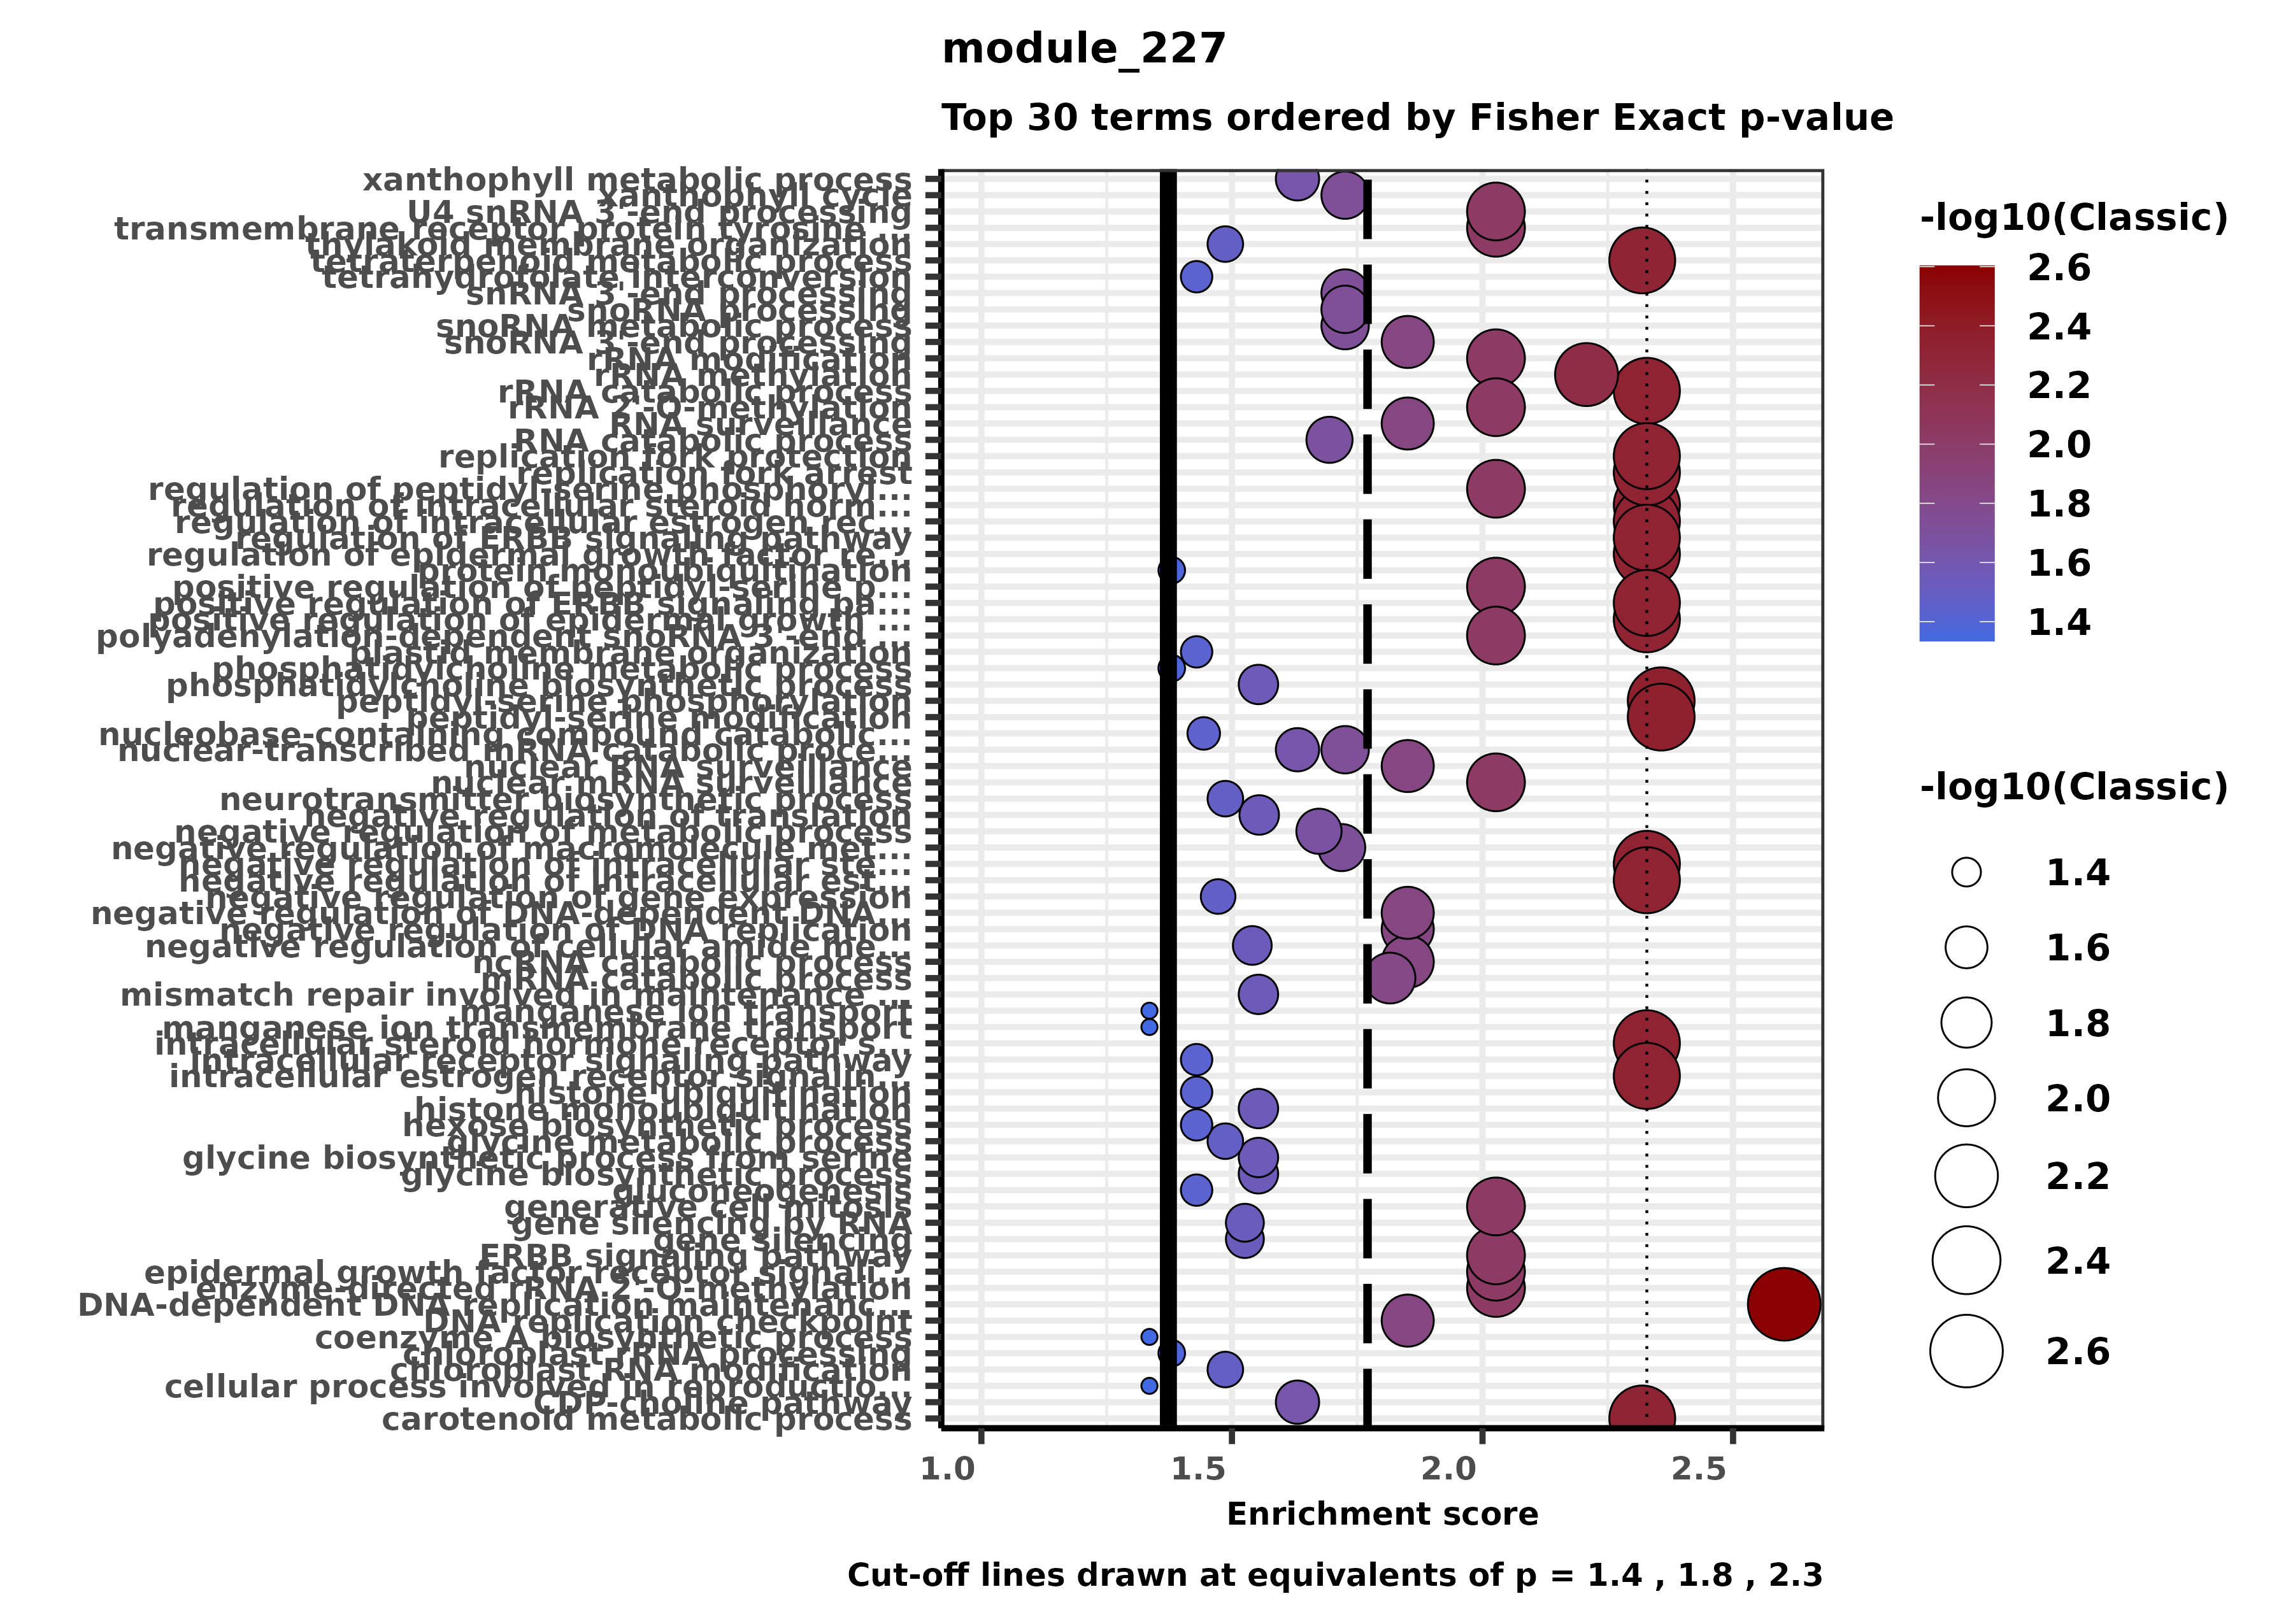 module_227
Top 30 terms ordered by Fisher Exact p-value
xanthophyll metabolic process
xanthophyll cycle
U4 snRNA 3'-end processing
transmembrane receptor protein tyrosine ...
thylakoid membrane organization
tetraterpenoid metabolic process
tetrahydrofolate interconversion
snRNA 3'-end processing
snoRNA processing
snoRNA metabolic process
snoRNA 3'-end processing
rRNA modification
rRNA methylation
rRNA catabolic process
rRNA 2'-O-methylation
RNA surveillance
RNA catabolic process
replication fork protection
replication fork arrest
regulation of peptidyl-serine phosphoryl...
regulation of intracellular steroid horm...
regulation of intracellular estrogen rec...
regulation of ERBB signaling pathway
regulation of epidermal growth factor re...
protein monoubiquitination
positive regulation of peptidyl-serine p...
positive regulation of ERBB signaling pa...
positive regulation of epidermal growth ...
polyadenylation-dependent snoRNA 3'-end ...
plastid membrane organization
phosphatidylcholine metabolic process
phosphatidylcholine biosynthetic process
peptidyl-serine phosphorylation
peptidyl-serine modification
nucleobase-containing compound catabolic...
nuclear-transcribed mRNA catabolic proce...
nuclear RNA surveillance
nuclear mRNA surveillance
neurotransmitter biosynthetic process
negative regulation of translation
negative regulation of metabolic process
negative regulation of macromolecule met...
negative regulation of intracellular ste...
negative regulation of intracellular est...
negative regulation of gene expression
negative regulation of DNA-dependent DNA...
negative regulation of DNA replication
negative regulation of cellular amide me...
ncRNA catabolic process
mRNA catabolic process
mismatch repair involved in maintenance ...
manganese ion transport
manganese ion transmembrane transport
intracellular steroid hormone receptor s...
intracellular receptor signaling pathway
intracellular estrogen receptor signalin...
histone ubiquitination
histone monoubiquitination
hexose biosynthetic process
glycine metabolic process
glycine biosynthetic process from serine
glycine biosynthetic process
gluconeogenesis
generative cell mitosis
gene silencing by RNA
gene silencing
ERBB signaling pathway
epidermal growth factor receptor signali...
enzyme-directed rRNA 2'-O-methylation
DNA-dependent DNA replication maintenanc...
DNA replication checkpoint
coenzyme A biosynthetic process
chloroplast rRNA processing
chloroplast RNA modification
cellular process involved in reproductio...
CDP-choline pathway
carotenoid metabolic process
1.0 1.5 2.0 2.5
Enrichment score
Cut-off lines drawn at equivalents of p = 1.4 , 1.8 , 2.3
-log10(Classic)
2.6
2.4
2.2
2.0
1.8
1.6
1.4
-log10(Classic)
1.4
1.6
1.8
2.0
2.2
2.4
2.6